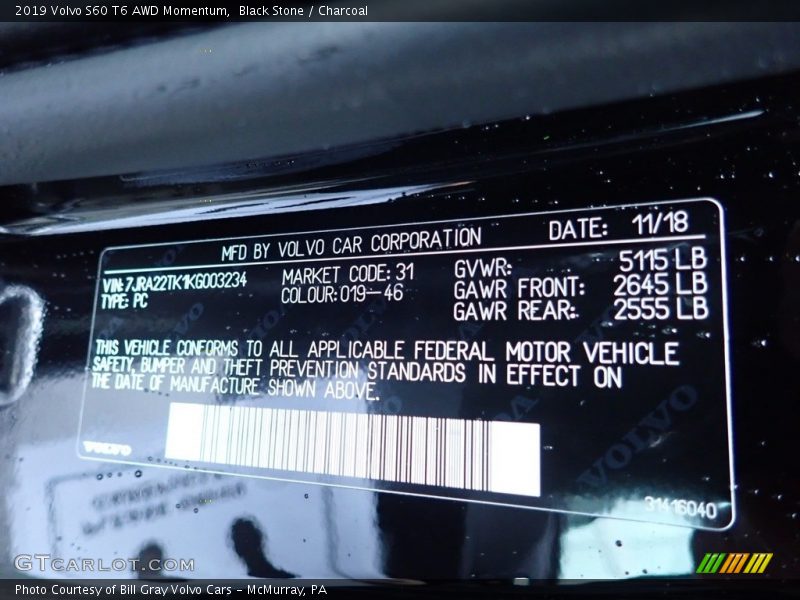 2019 Volvo S60 T6 AWD Momentum,  Black Stone / Charcoal
MFD BY VOLVO CAR CORPORATION DATE: 11/18
VIN:7JRA22TK1KG003234 MARKET CODE: 31 GVWR: 5115 LB
TYPE: PC COLOUR:019-46 GAWR FRONT: 2645 LB
GAWR REAR: 2555 LB
THIS VEHICLE CONFORMS TO ALL APPLICABLE FEDERAL MOTOR VEHICLE
SAFETY, BUMPER AND THEFT PREVENTION STANDARDS IN EFFECT ON
THE DATE OF MANUFACTURE SHOWN ABOVE.
VOLVO
VOLVO
31416040
GTCARLOT.COM
Photo Courtesy of Bill Gray Volvo Cars - McMurray, PA